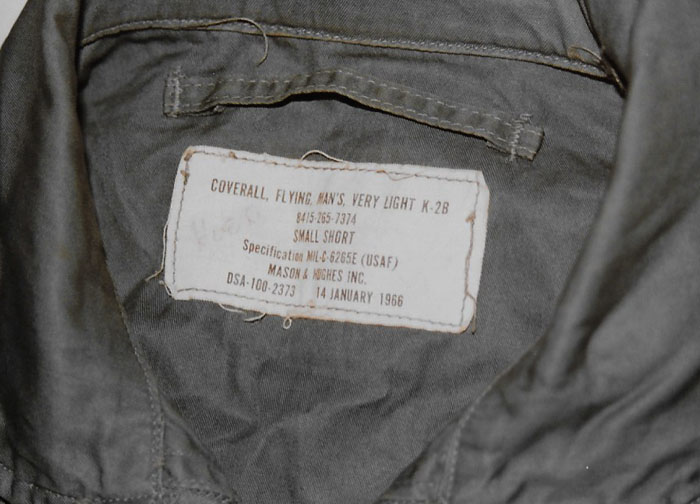 COVERALL, FLYING, MAN'S, VERY LIGHT K-2B
8415-265-7374
SMALL SHORT
Specification MIL-C-6265E (USAF)
MASON & HUGHES INC.
DSA-100-2373 14 JANUARY 1966